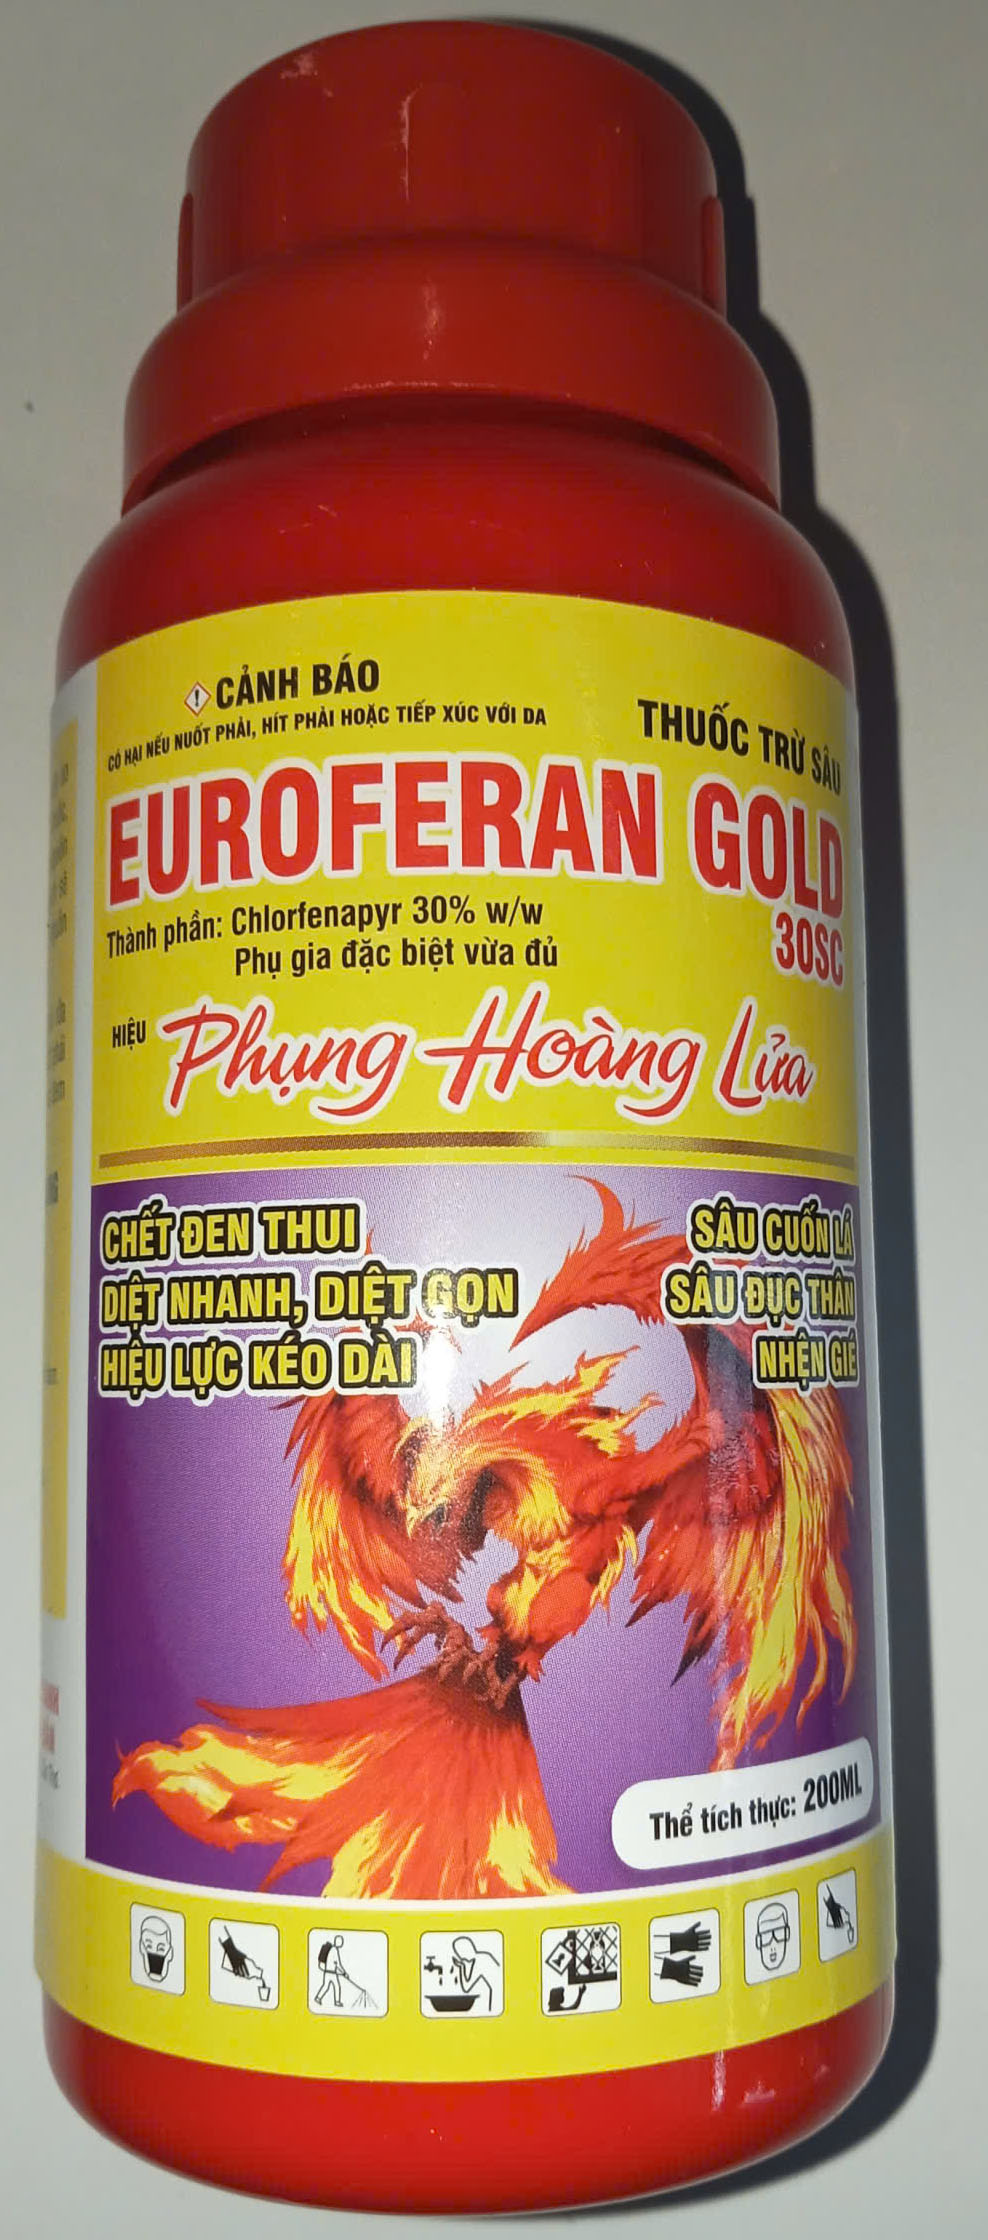 CẢNH BÁO
CÓ HẠI NẾU NUỐT PHẢI, HÍT PHẢI HOẶC TIẾP XÚC VỚI DA
THUỐC TRỪ SÂU
EUROFERAN GOLD
30SC
Thành phần: Chlorfenapyr 30% w/w
Phụ gia đặc biệt vừa đủ
HIỆU Phụng Hoàng Lửa
CHẾT ĐEN THUI
DIỆT NHANH, DIỆT GỌN
HIỆU LỰC KÉO DÀI
SÂU CUỐN LÁ
SÂU ĐỤC THÂN
NHỆN GIÉ
Thể tích thực: 200ML